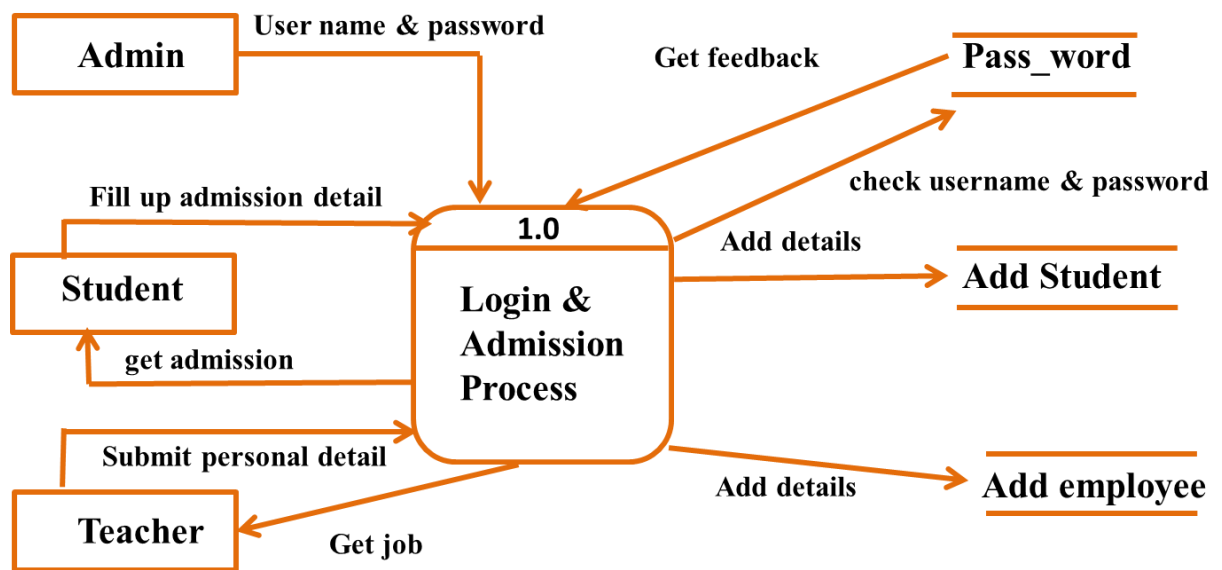 User name & password
Admin
Get feedback
Pass_word
Fill up admission detail
check username & password
1.0
Add details
Student
Login &
Admission
Process
Add Student
get admission
Submit personal detail
Add details
Add employee
Teacher
Get job